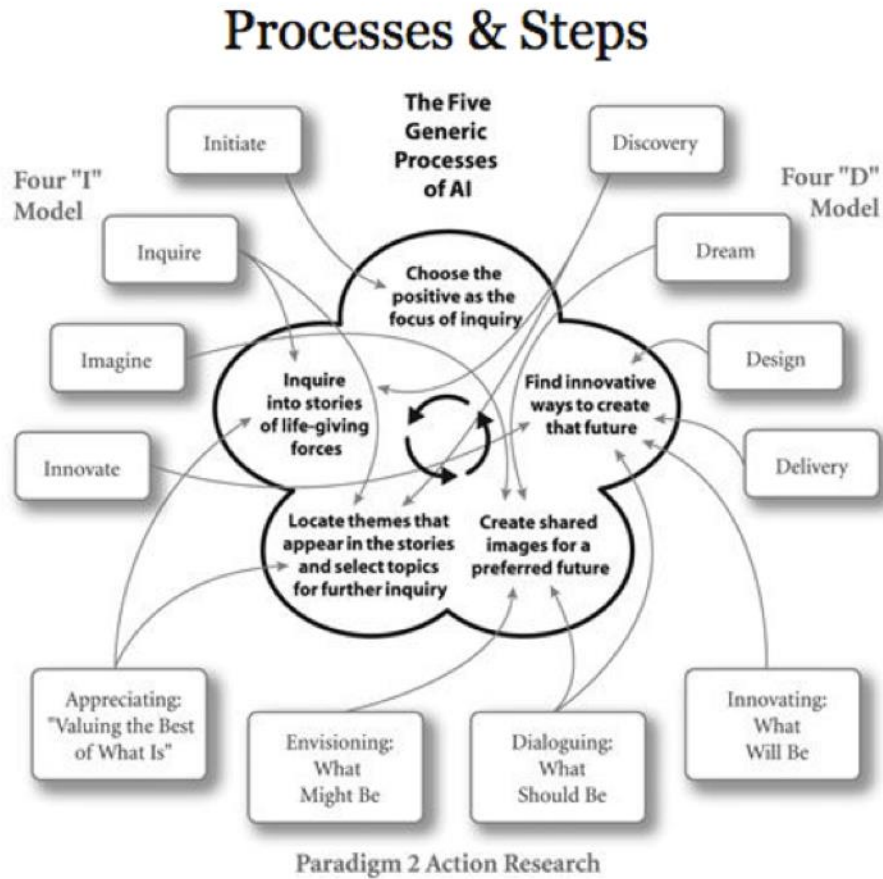 Processes & Steps
The Five
Generic
Processes
of AI
Initiate
Discovery
Four "I"
Model
Four "D"
Model
Inquire
Dream
Choose the
positive as the
focus of inquiry
Imagine
Design
Inquire
into stories
of life-giving
forces
Find innovative
ways to create
that future
Innovate
Delivery
Locate themes that
appear in the stories
and select topics
for further inquiry
Create shared
images for a
preferred future
Appreciating:
"Valuing the Best
of What Is"
Envisioning:
What
Might Be
Dialoguing:
What
Should Be
Innovating:
What
Will Be
Paradigm 2 Action Research